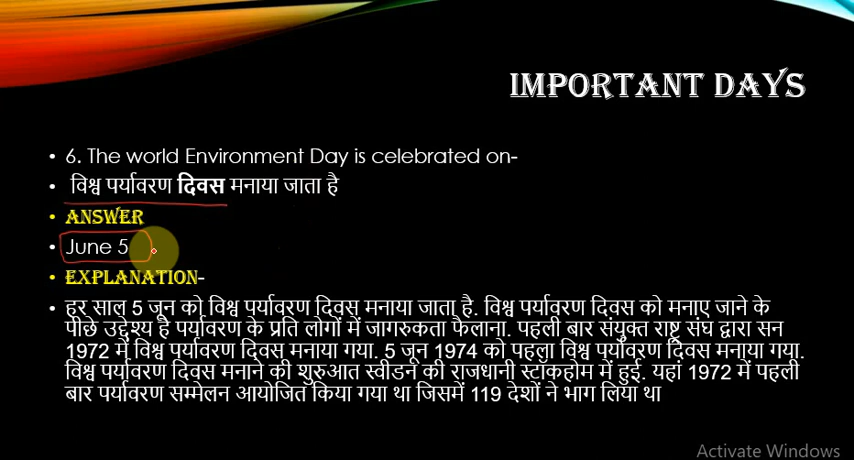 IMPORTANT DAYS
• 6. The world Environment Day is celebrated on-
• विश्व पर्यावरण दिवस मनाया जाता है
• ANSWER
• June 5
• EXPLANATION-
• हर साल 5 जून को विश्व पर्यावरण दिवस मनाया जाता है. विश्व पर्यावरण दिवस को मनाए जाने के
पीछे उद्देश्य है पर्यावरण के प्रति लोगों में जागरुकता फैलाना. पहली बार संयुक्त राष्ट्र संघ द्वारा सन
1972 में विश्व पर्यावरण दिवस मनाया गया. 5 जून 1974 को पहला विश्व पर्यावरण दिवस मनाया गया.
विश्व पर्यावरण दिवस मनाने की शुरुआत स्वीडन की राजधानी स्टॉकहोम में हुई. यहां 1972 में पहली
बार पर्यावरण सम्मेलन आयोजित किया गया था जिसमें 119 देशों ने भाग लिया था
Activate Windows